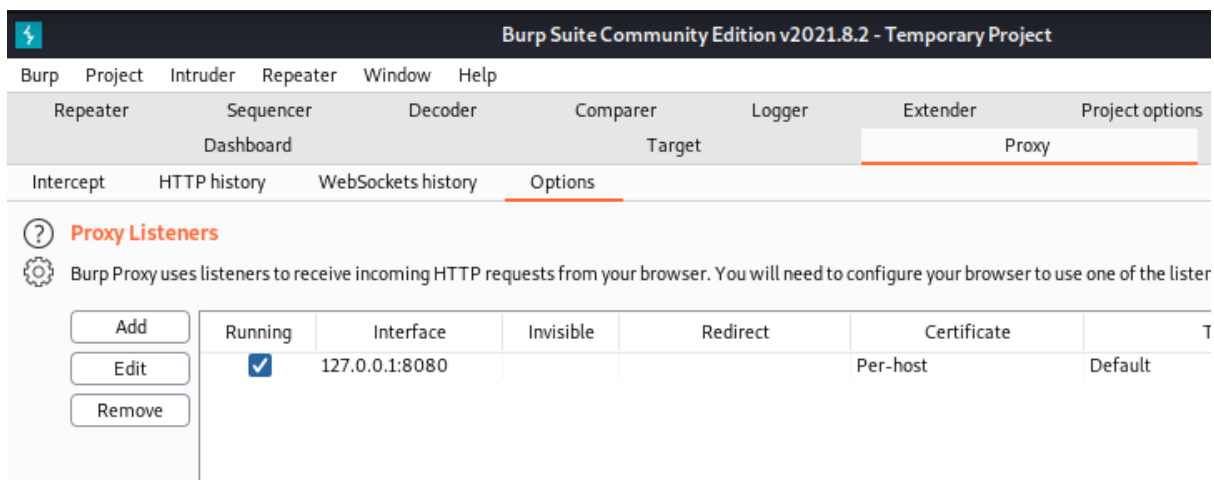 Burp Suite Community Edition v2021.8.2 - Temporary Project
Burp Project Intruder Repeater Window Help
Repeater Sequencer Decoder Comparer Logger Extender Project options
Dashboard Target Proxy
Intercept HTTP history WebSockets history Options
? Proxy Listeners
Burp Proxy uses listeners to receive incoming HTTP requests from your browser. You will need to configure your browser to use one of the listen
Add Running Interface Invisible Redirect Certificate T
Edit 127.0.0.1:8080 Per-host Default
Remove